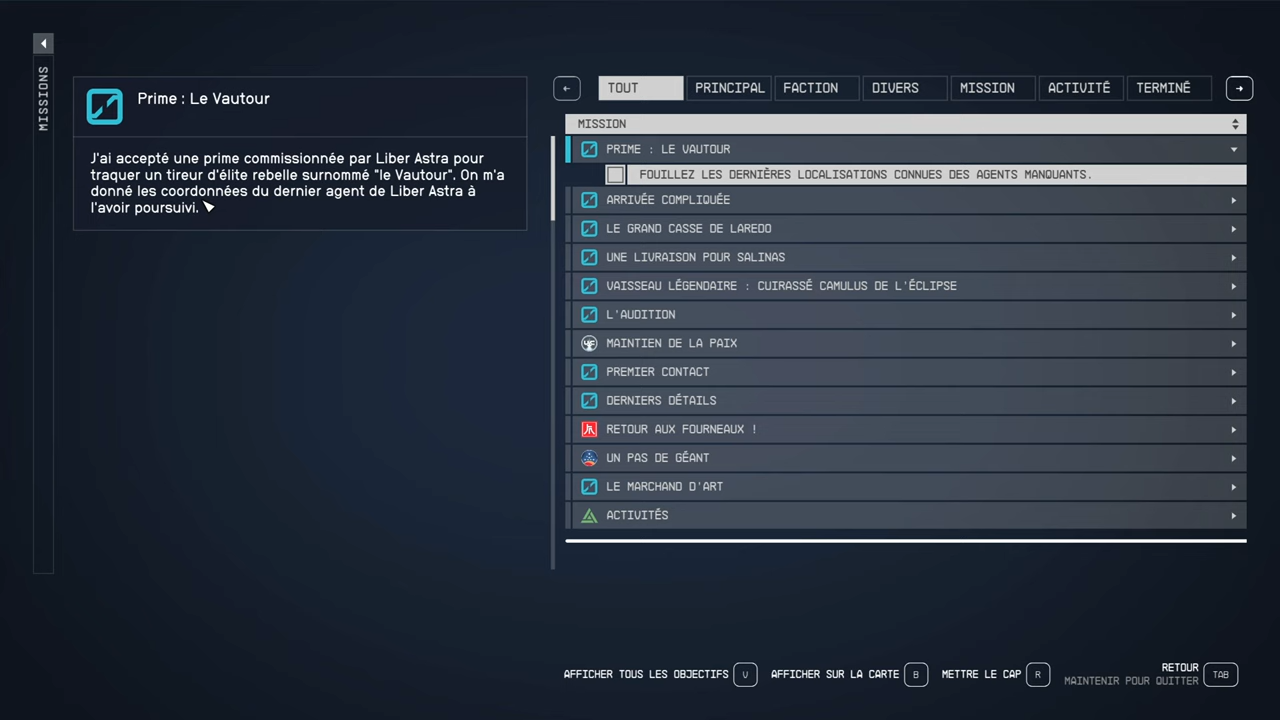 MISSIONS
Prime : Le Vautour
J'ai accepté une prime commissionnée par Liber Astra pour
traquer un tireur d'élite rebelle surnommé "le Vautour". On m'a
donné les coordonnées du dernier agent de Liber Astra à
l'avoir poursuivi.
TOUT PRINCIPAL FACTION DIVERS MISSION ACTIVITÉ TERMINÉ
MISSION
PRIME : LE VAUTOUR
FOUILLEZ LES DERNIÈRES LOCALISATIONS CONNUES DES AGENTS MANQUANTS.
ARRIVÉE COMPLIQUÉE
LE GRAND CASSE DE LAREDO
UNE LIVRAISON POUR SALINAS
VAISSEAU LÉGENDAIRE : CUIRASSÉ CAMULUS DE L'ÉCLIPSE
L'AUDITION
MAINTIEN DE LA PAIX
PREMIER CONTACT
DERNIERS DÉTAILS
RETOUR AUX FOURNEAUX !
UN PAS DE GÉANT
LE MARCHAND D'ART
ACTIVITÉS
AFFICHER TOUS LES OBJECTIFS V AFFICHER SUR LA CARTE B METTRE LE CAP R RETOUR
MAINTENIR POUR QUITTER TAB